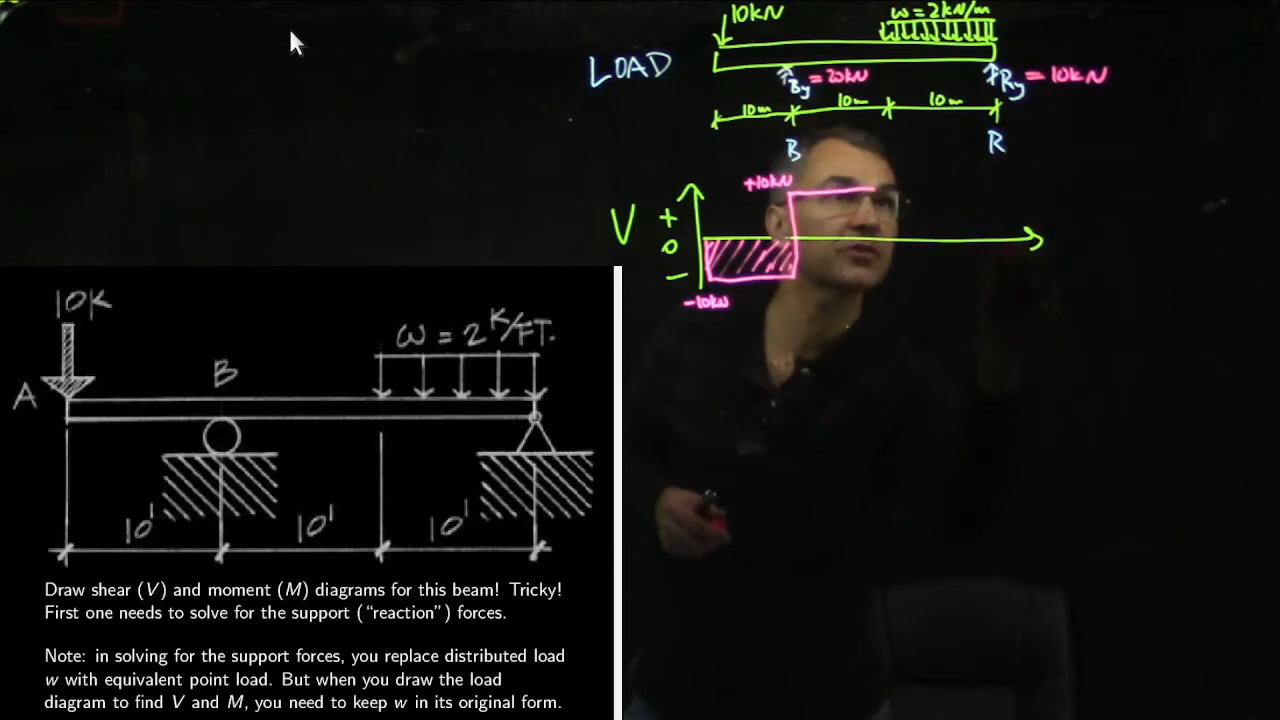 10kN
w = 2kN/m
LOAD
By = 20kN
Ry = 10kN
10m
10m
10m
B
R
+10kN
V
+
0
−
−10kN
10K
ω = 2 K/FT.
A
B
10'
10'
10'
Draw shear (V) and moment (M) diagrams for this beam! Tricky!
First one needs to solve for the support (“reaction”) forces.
Note: in solving for the support forces, you replace distributed load
w with equivalent point load. But when you draw the load
diagram to find V and M, you need to keep w in its original form.